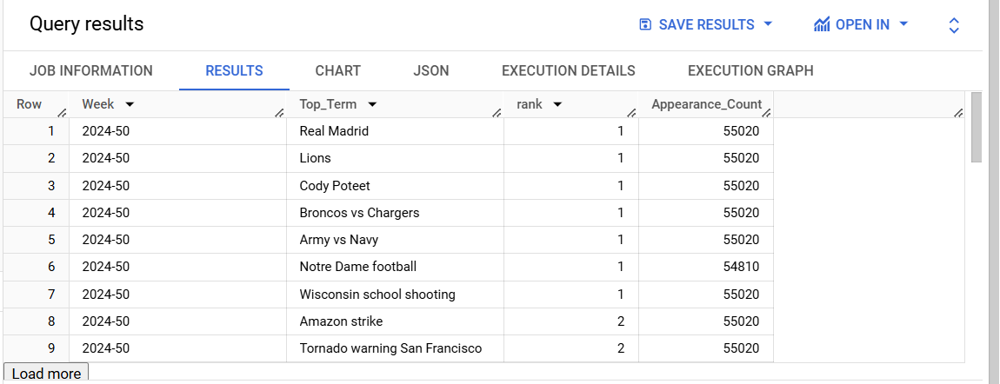 Query results SAVE RESULTS OPEN IN
JOB INFORMATION RESULTS CHART JSON EXECUTION DETAILS EXECUTION GRAPH
Row Week Top_Term rank Appearance_Count
1 2024-50 Real Madrid 1 55020
2 2024-50 Lions 1 55020
3 2024-50 Cody Poteet 1 55020
4 2024-50 Broncos vs Chargers 1 55020
5 2024-50 Army vs Navy 1 55020
6 2024-50 Notre Dame football 1 54810
7 2024-50 Wisconsin school shooting 1 55020
8 2024-50 Amazon strike 2 55020
9 2024-50 Tornado warning San Francisco 2 55020
Load more